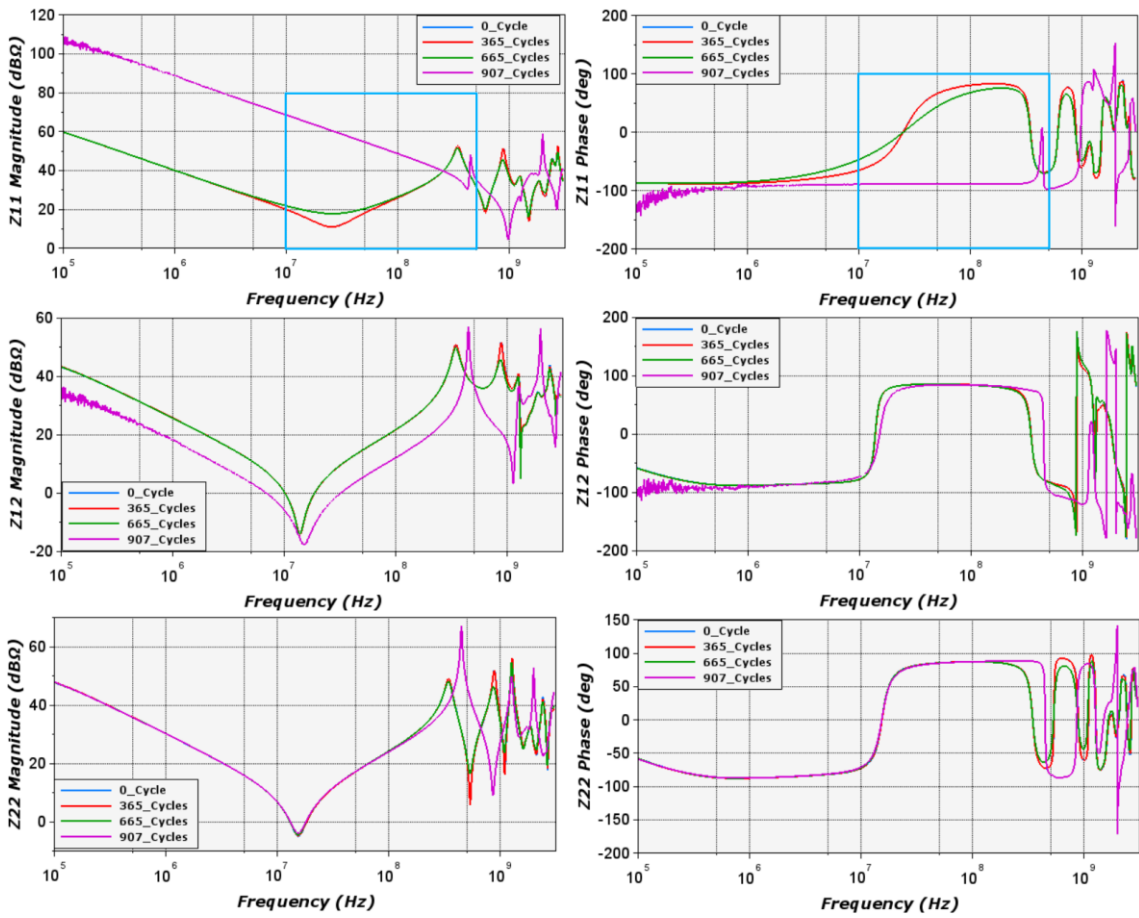 Z11 Magnitude (dBΩ)
120
100
80
60
40
20
0
0_Cycle
365_Cycles
665_Cycles
907_Cycles
10^5
10^6
10^7
10^8
10^9
Frequency (Hz)
Z11 Phase (deg)
200
100
0
-100
-200
0_Cycle
365_Cycles
665_Cycles
907_Cycles
10^5
10^6
10^7
10^8
10^9
Frequency (Hz)
Z12 Magnitude (dBΩ)
60
40
20
0
-20
0_Cycle
365_Cycles
665_Cycles
907_Cycles
10^5
10^6
10^7
10^8
10^9
Frequency (Hz)
Z12 Phase (deg)
200
100
0
-100
-200
0_Cycle
365_Cycles
665_Cycles
907_Cycles
10^5
10^6
10^7
10^8
10^9
Frequency (Hz)
Z22 Magnitude (dBΩ)
60
40
20
0
0_Cycle
365_Cycles
665_Cycles
907_Cycles
10^5
10^6
10^7
10^8
10^9
Frequency (Hz)
Z22 Phase (deg)
150
100
50
0
-50
-100
-150
-200
0_Cycle
365_Cycles
665_Cycles
907_Cycles
10^5
10^6
10^7
10^8
10^9
Frequency (Hz)